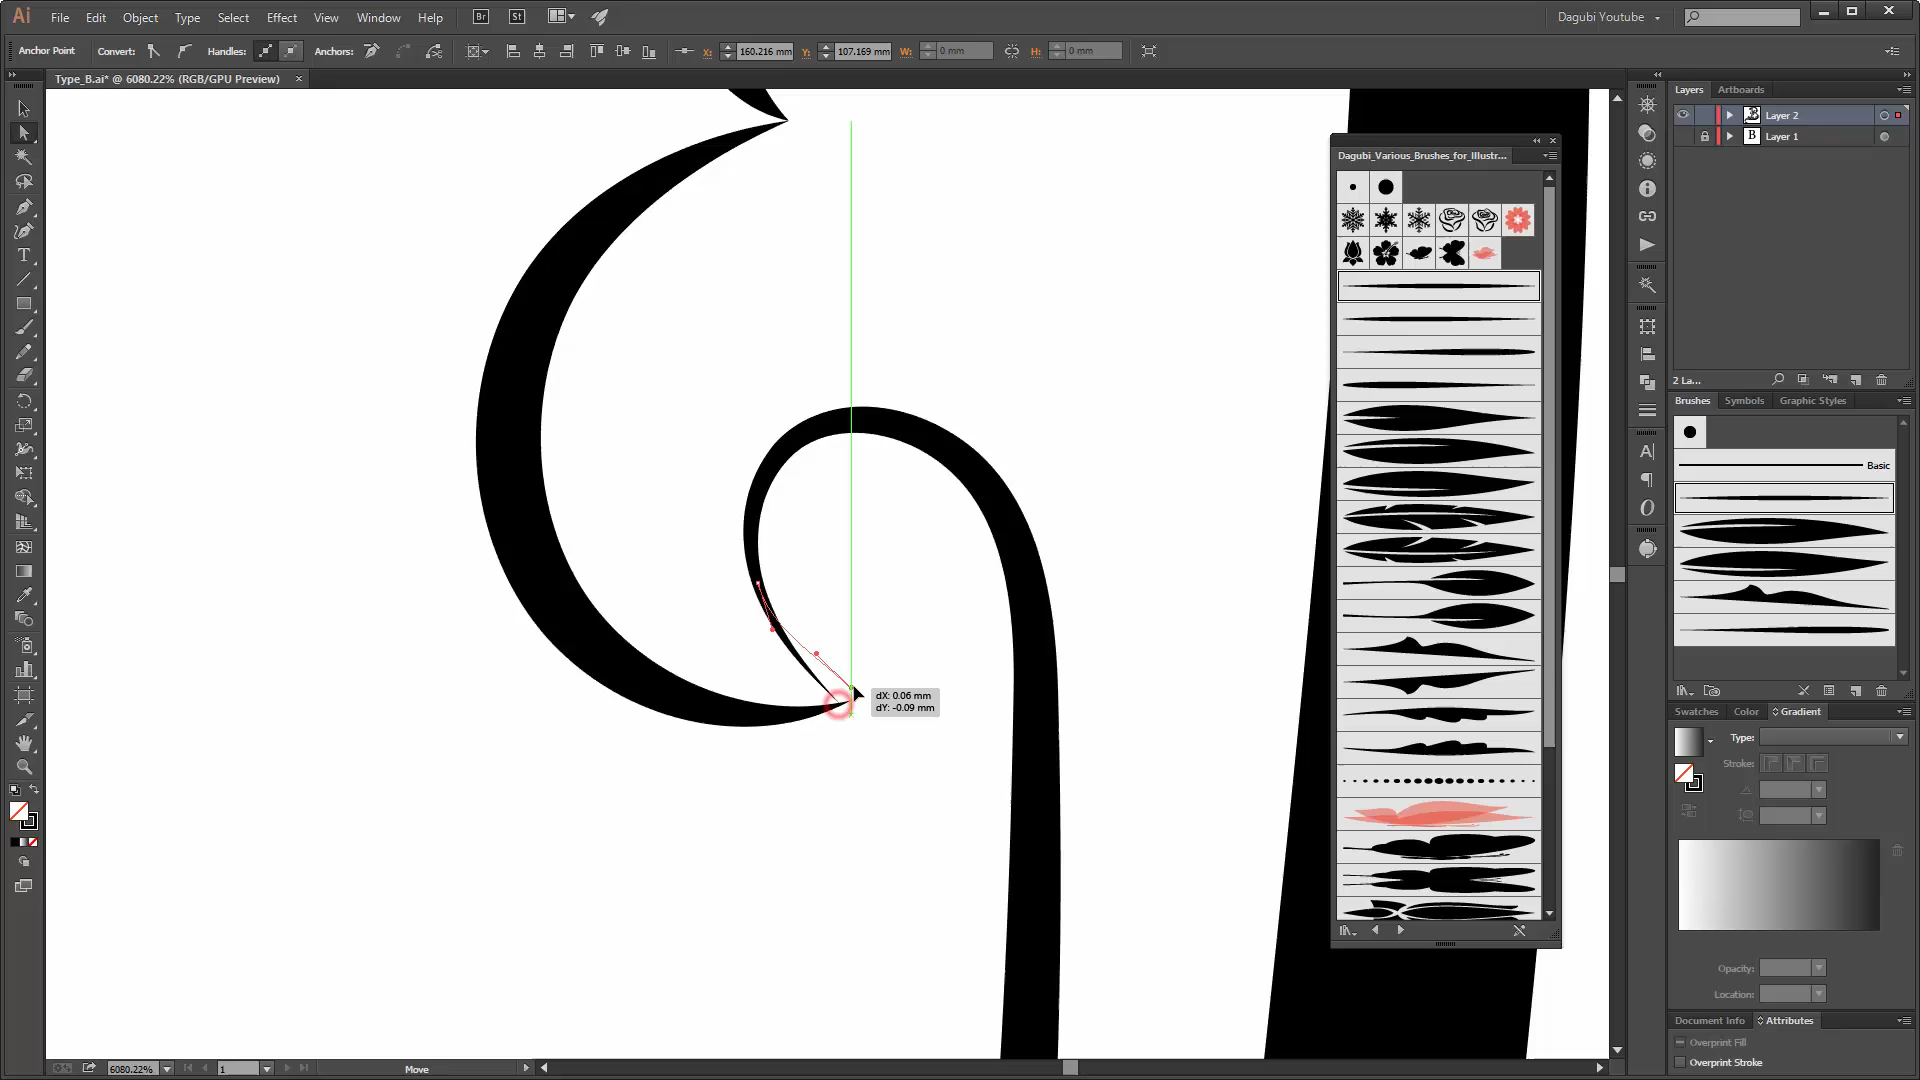 Ai File Edit Object Type Select Effect View Window Help Br St Dagubi Youtube
Anchor Point Convert: Handles: Anchors: X: 160.216 mm Y: 107.169 mm W: 0 mm H: 0 mm
Type_B.ai* @ 6080.22% (RGB/GPU Preview)
Layers Artboards
Layer 2
B Layer 1
Dagubi_Various_Brushes_for_Illustr...
2 La...
Brushes Symbols Graphic Styles
Basic
dX: 0.06 mm
dY: -0.09 mm
Swatches Color Gradient
Type:
Stroke:
Opacity:
Location:
Document Info Attributes
Overprint Fill
Overprint Stroke
6080.22% 1 Move